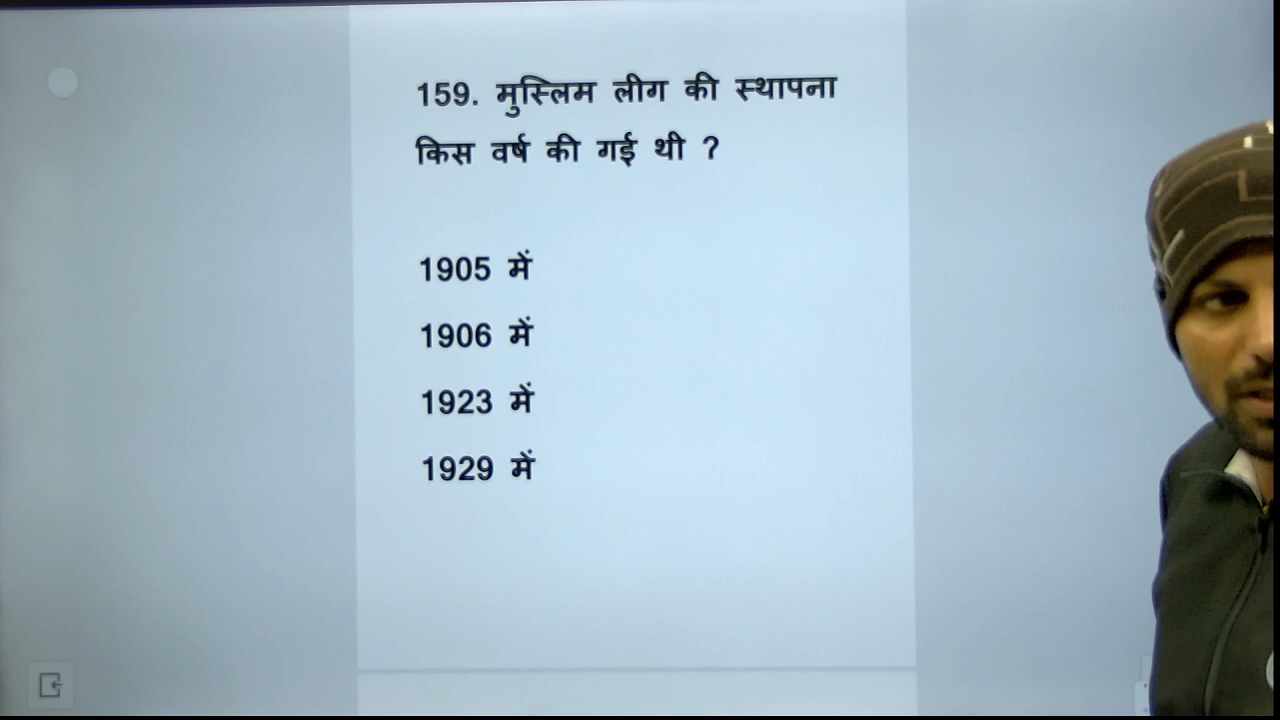 159. मुस्लिम लीग की स्थापना
किस वर्ष की गई थी ?
1905 में
1906 में
1923 में
1929 में